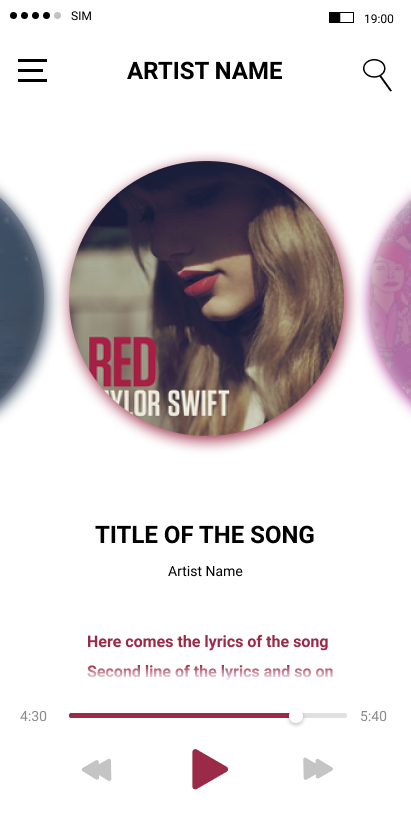 SIM
19:00
ARTIST NAME
RED
TAYLOR SWIFT
TITLE OF THE SONG
Artist Name
Here comes the lyrics of the song
Second line of the lyrics and so on
4:30
5:40